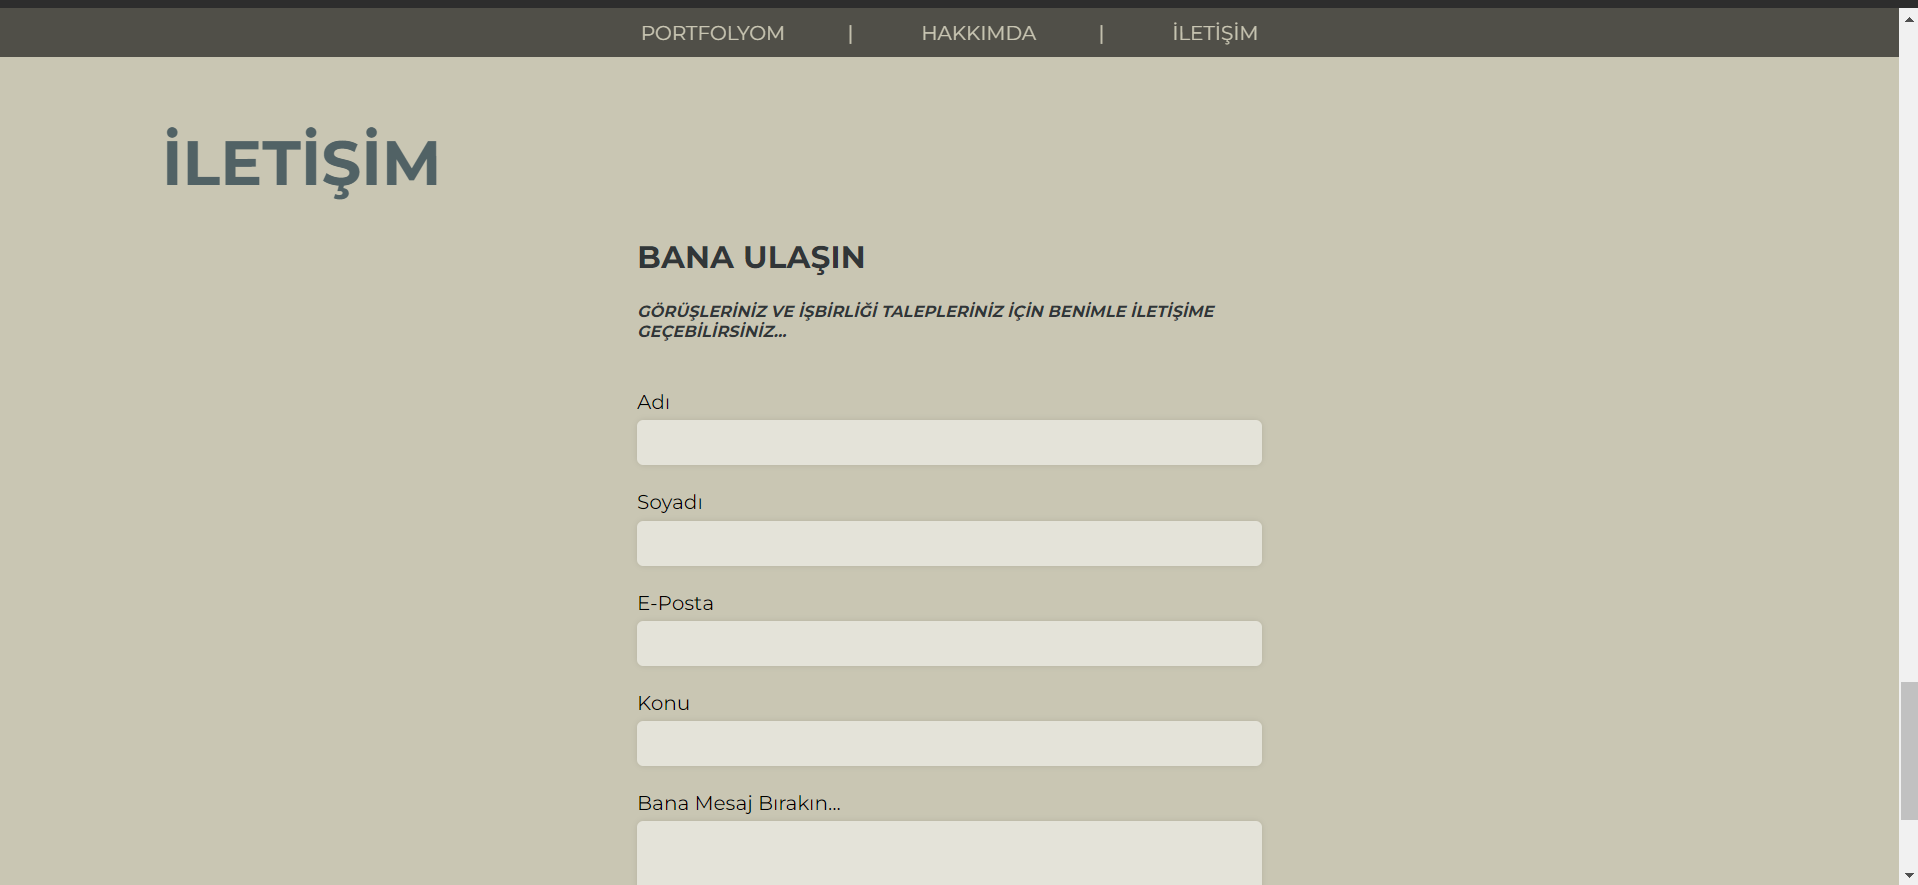 PORTFOLYOM | HAKKIMDA | İLETİŞİM
İLETİŞİM
BANA ULAŞIN
GÖRÜŞLERİNİZ VE İŞBİRLİĞİ TALEPLERİNİZ İÇİN BENİMLE İLETİŞİME
GEÇEBİLİRSİNİZ...
Adı
Soyadı
E-Posta
Konu
Bana Mesaj Bırakın...